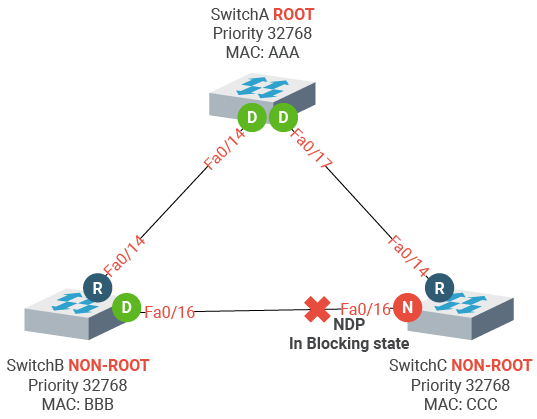 SwitchA ROOT
Priority 32768
MAC: AAA
D
D
Fa0/14
Fa0/17
Fa0/14
Fa0/14
R
R
D
Fa0/16
Fa0/16
N
NDP
In Blocking state
SwitchB NON-ROOT
Priority 32768
MAC: BBB
SwitchC NON-ROOT
Priority 32768
MAC: CCC